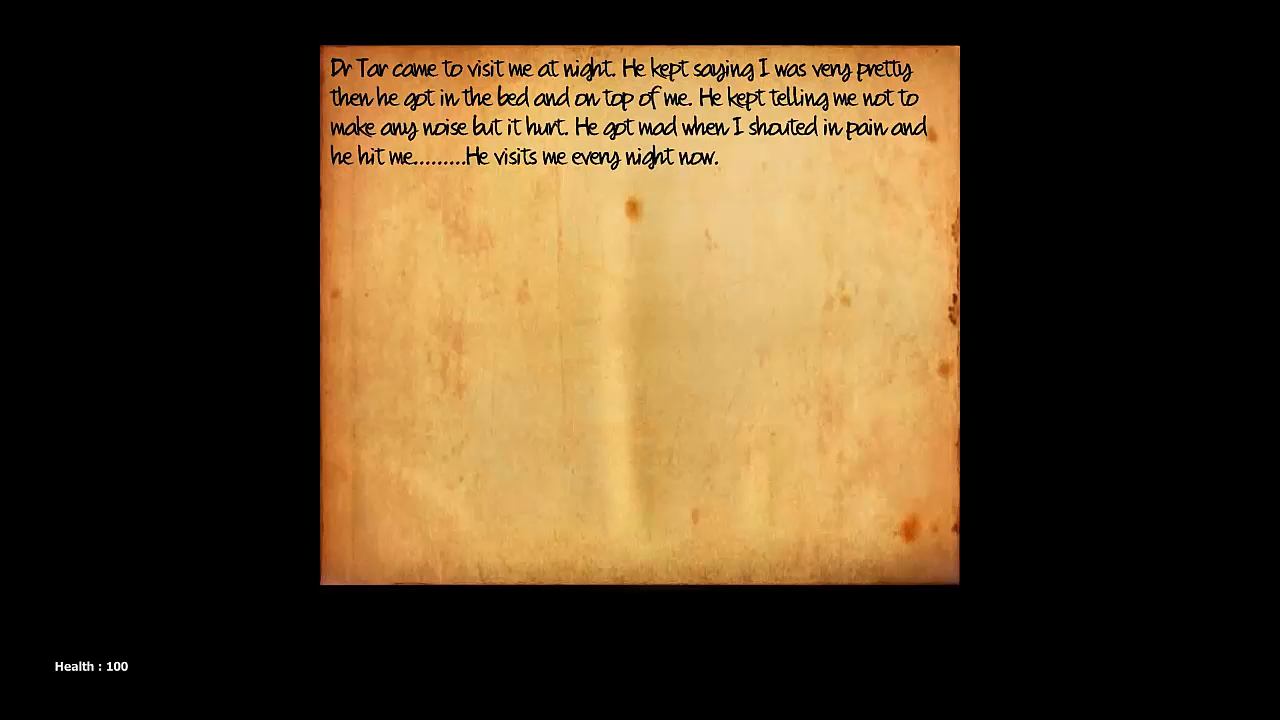 Dr Tar came to visit me at night. He kept saying I was very pretty
then he got in the bed and on top of me. He kept telling me not to
make any noise but it hurt. He got mad when I shouted in pain and
he hit me.........He visits me every night now.
Health : 100